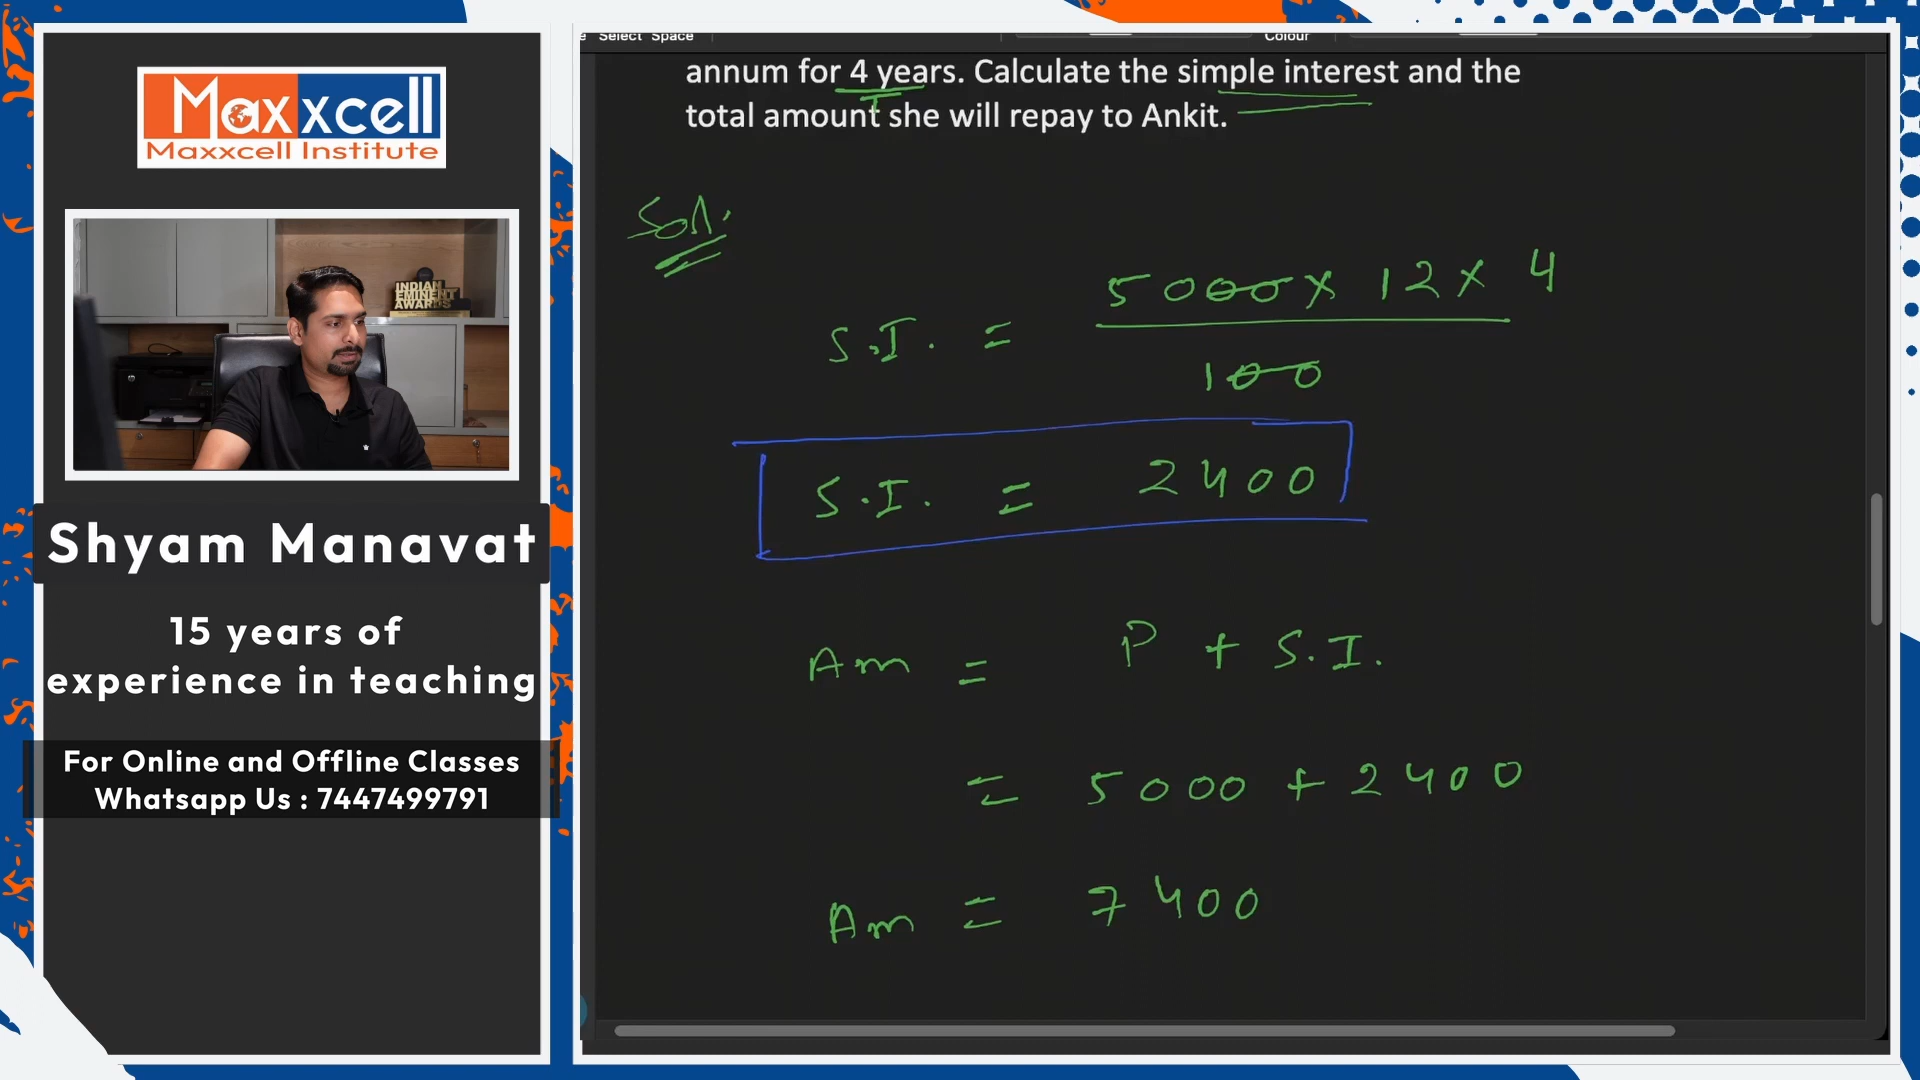 Maxxcell
Maxxcell Institute
INDIAN
EMINENT
AWARDS
Shyam Manavat
15 years of
experience in teaching
For Online and Offline Classes
Whatsapp Us : 7447499791
e Select Space
Colour
annum for 4 years. Calculate the simple interest and the
T
total amount she will repay to Ankit.
Soln.
S.I. = 5000 x 12 x 4
100
S.I. = 2400
Am = P + S.I.
= 5000 + 2400
Am = 7400